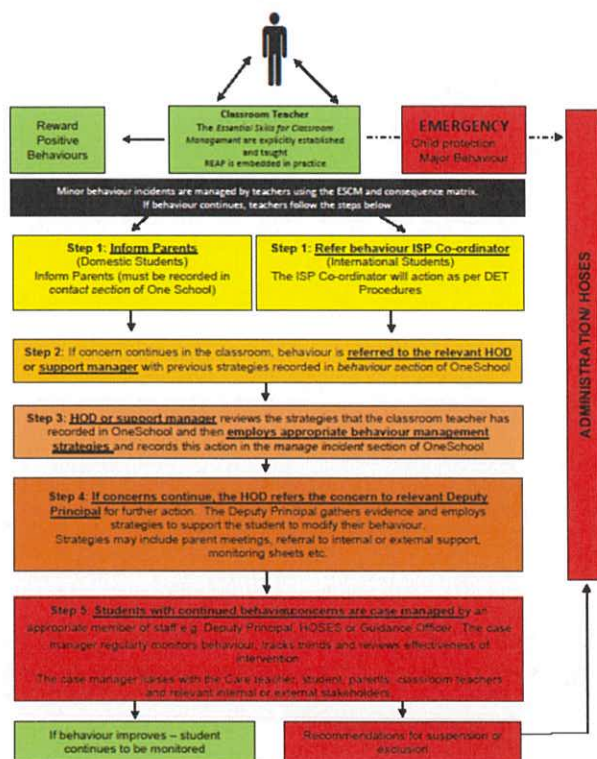 Classroom Teacher
The Essential Skills for Classroom
Management are explicitly established
and taught
REAP is embedded in practice
Reward
Positive
Behaviours
EMERGENCY
Child protection
Major Behaviour
Minor behaviour incidents are managed by teachers using the ESCM and consequence matrix.
If behaviour continues, teachers follow the steps below
Step 1: Inform Parents
(Domestic Students)
Inform Parents (must be recorded in
contact section of One School)
Step 1: Refer behaviour ISP Co-ordinator
(International Students)
The ISP Co-ordinator will action as per DET
Procedures
Step 2: If concern continues in the classroom, behaviour is referred to the relevant HOD
or support manager with previous strategies recorded in behaviour section of OneSchool
Step 3: HOD or support manager reviews the strategies that the classroom teacher has
recorded in OneSchool and then employs appropriate behaviour management
strategies and records this action in the manage incident section of OneSchool
Step 4: If concerns continue, the HOD refers the concern to relevant Deputy
Principal for further action. The Deputy Principal gathers evidence and employs
strategies to support the student to modify their behaviour.
Strategies may include parent meetings, referral to internal or external support,
monitoring sheets etc.
Step 5: Students with continued behaviour concerns are case managed by an
appropriate member of staff e.g. Deputy Principal, HOSES or Guidance Officer. The case
manager regularly monitors behaviour, tracks trends and reviews effectiveness of
intervention.
The case manager liaises with the Care teacher, student, parents, classroom teachers
and relevant internal or external stakeholders.
If behaviour improves – student
continues to be monitored
Recommendations for suspension or
exclusion
ADMINISTRATION/ HOSES